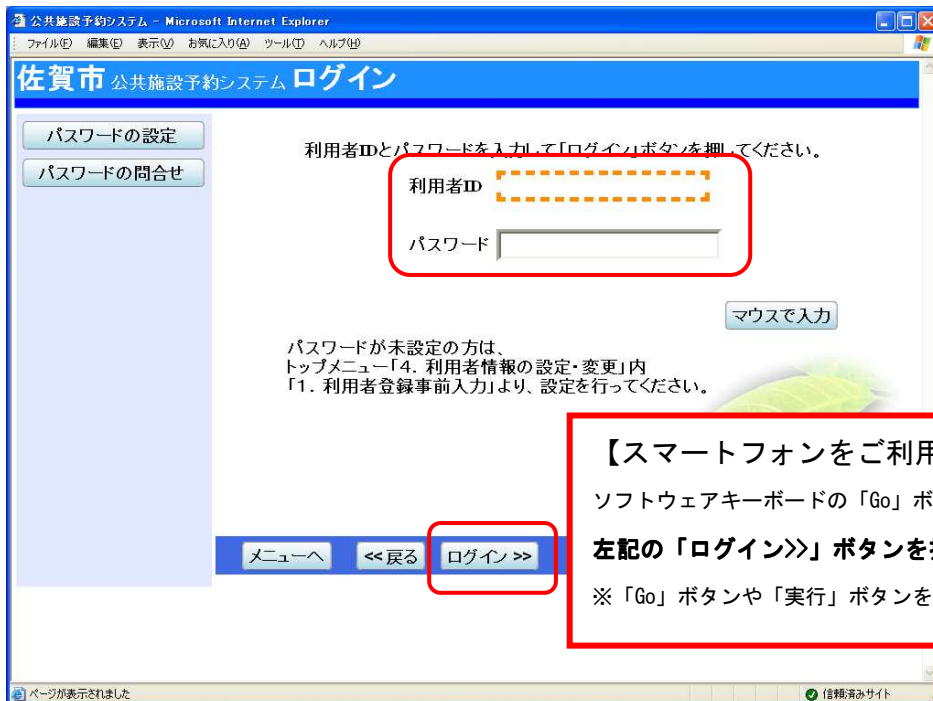 公共施設予約システム - Microsoft Internet Explorer
ファイル(F) 編集(E) 表示(V) お気に入り(A) ツール(T) ヘルプ(H)
佐賀市 公共施設予約システム ログイン
パスワードの設定
パスワードの問合せ
利用者IDとパスワードを入力して「ログイン」ボタンを押してください。
利用者ID
パスワード
マウスで入力
パスワードが未設定の方は、
トップメニュー「4. 利用者情報の設定・変更」内
「1. 利用者登録事前入力」より、設定を行ってください。
【スマートフォンをご利用
ソフトウェアキーボードの「Go」ボ
左記の「ログイン>>」ボタンを
※「Go」ボタンや「実行」ボタンを
メニューへ <<戻る ログイン >>
ページが表示されました 信頼済みサイト